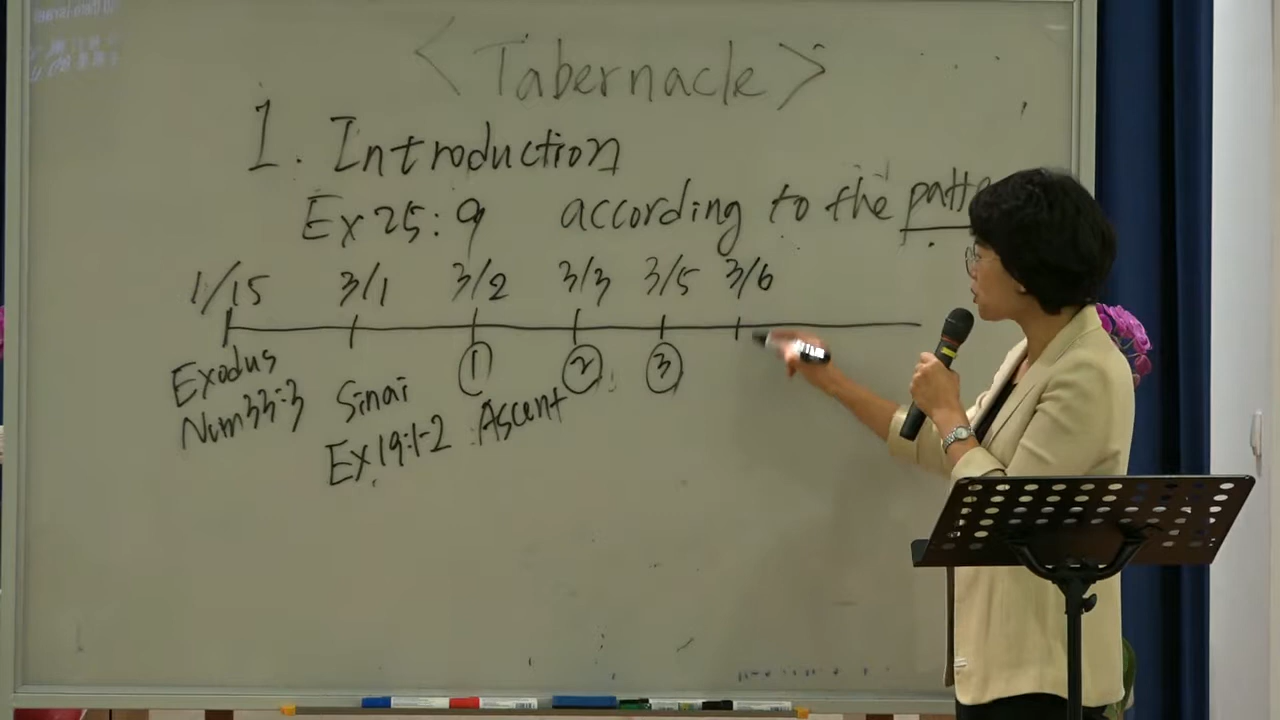 <Tabernacle>
1. Introduction
Ex 25:9 according to the patte
1/15 3/1 3/2 3/3 3/5 3/6
Exodus Sinai ① ② ③
Num 33:3 Ex 19:1-2 Ascent